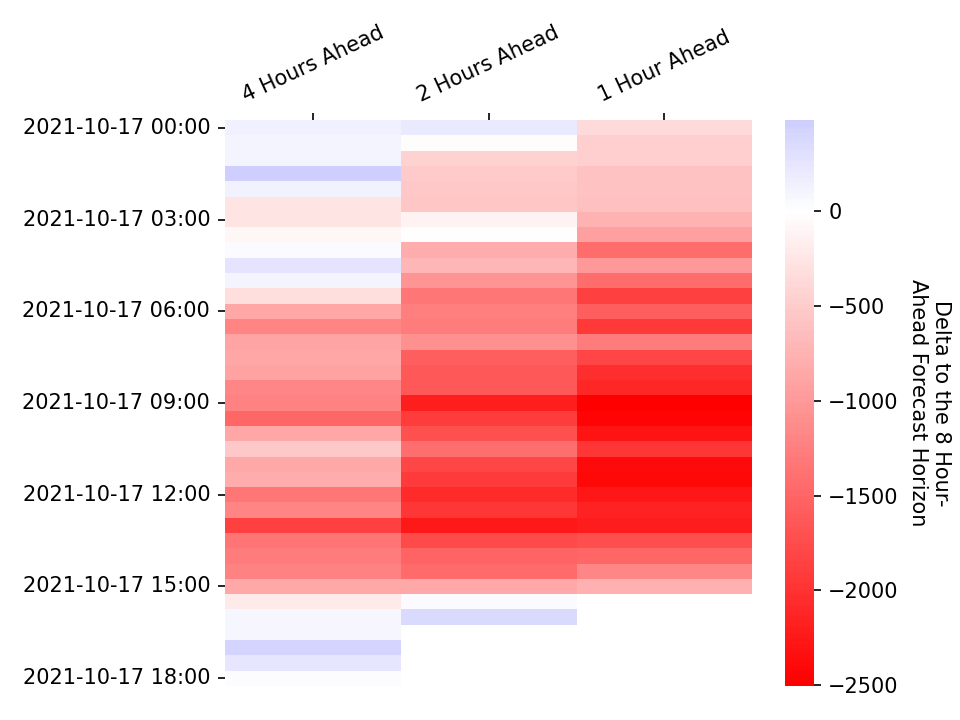 4 Hours Ahead
2 Hours Ahead
1 Hour Ahead
2021-10-17 00:00
2021-10-17 03:00
2021-10-17 06:00
2021-10-17 09:00
2021-10-17 12:00
2021-10-17 15:00
2021-10-17 18:00
0
−500
−1000
−1500
−2000
−2500
Delta to the 8 Hour-
Ahead Forecast Horizon